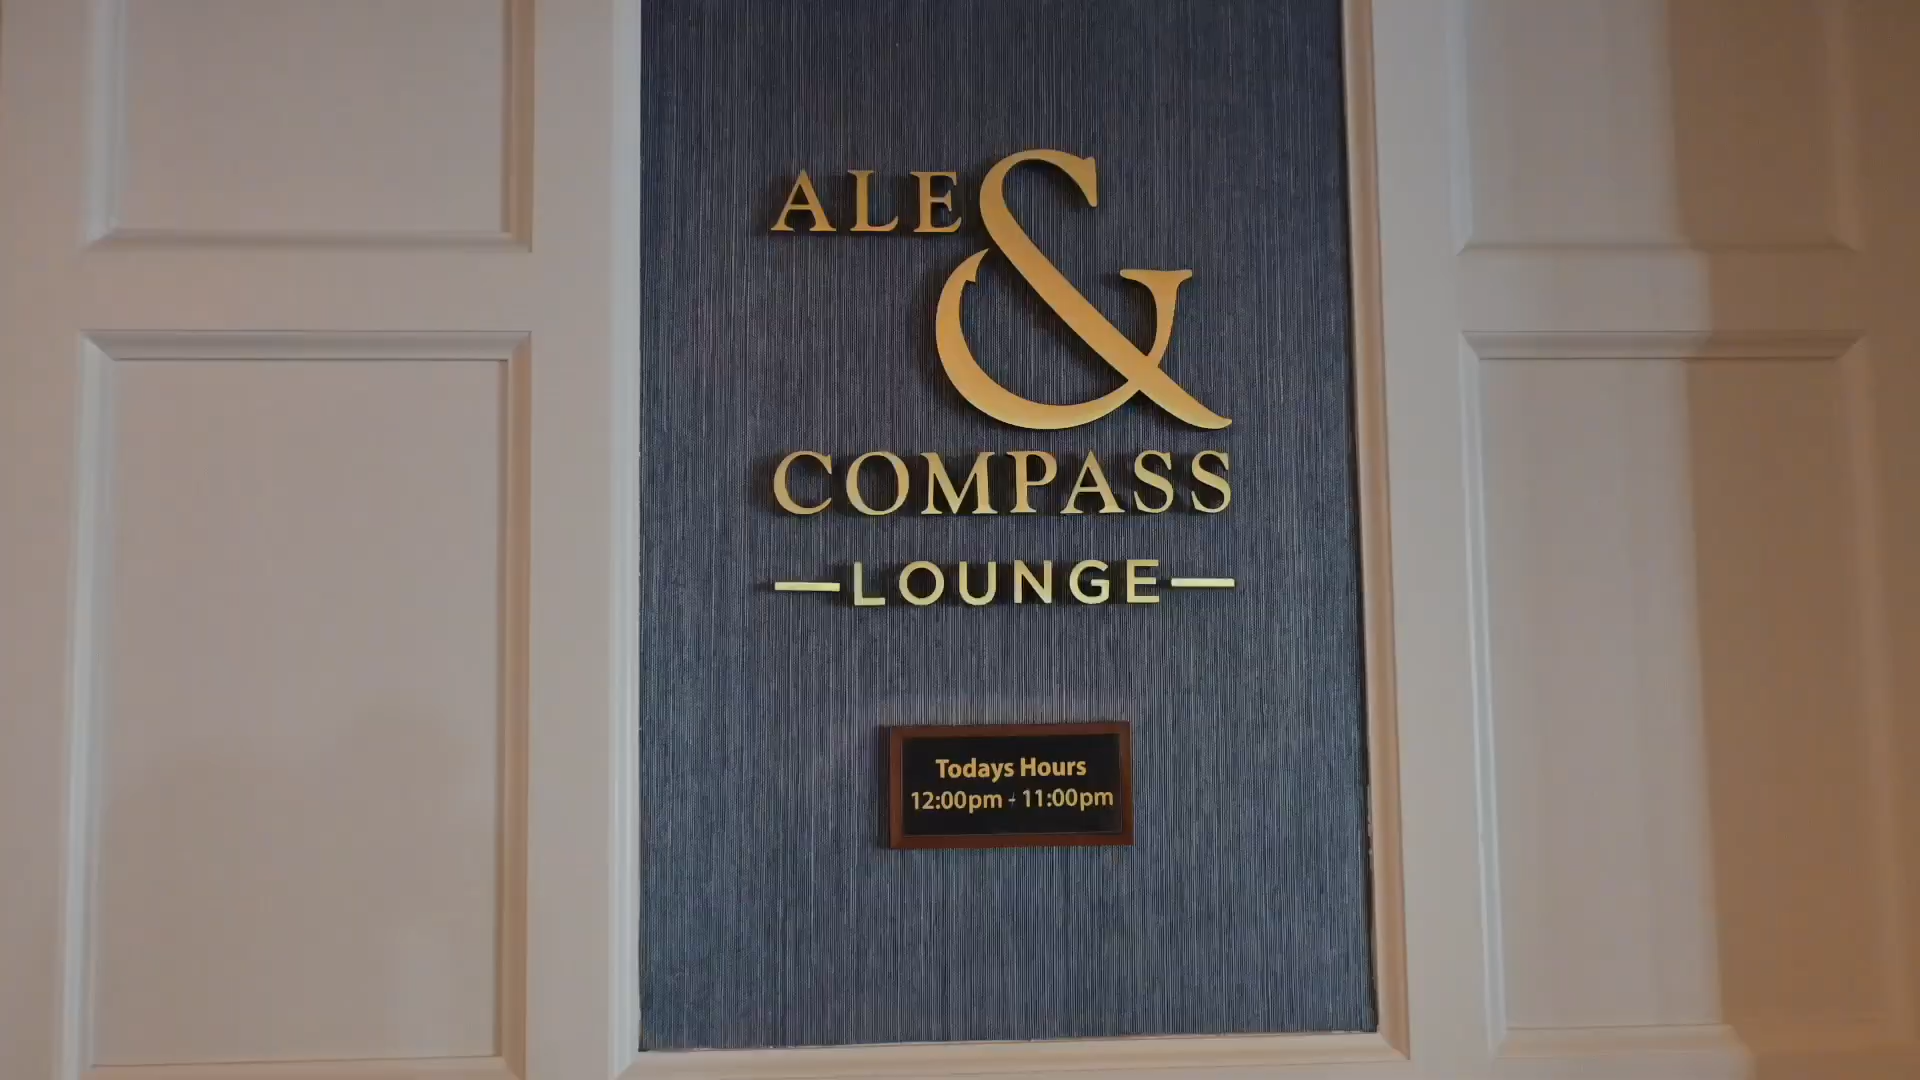 ALE &
COMPASS
—LOUNGE—
Todays Hours
12:00pm - 11:00pm